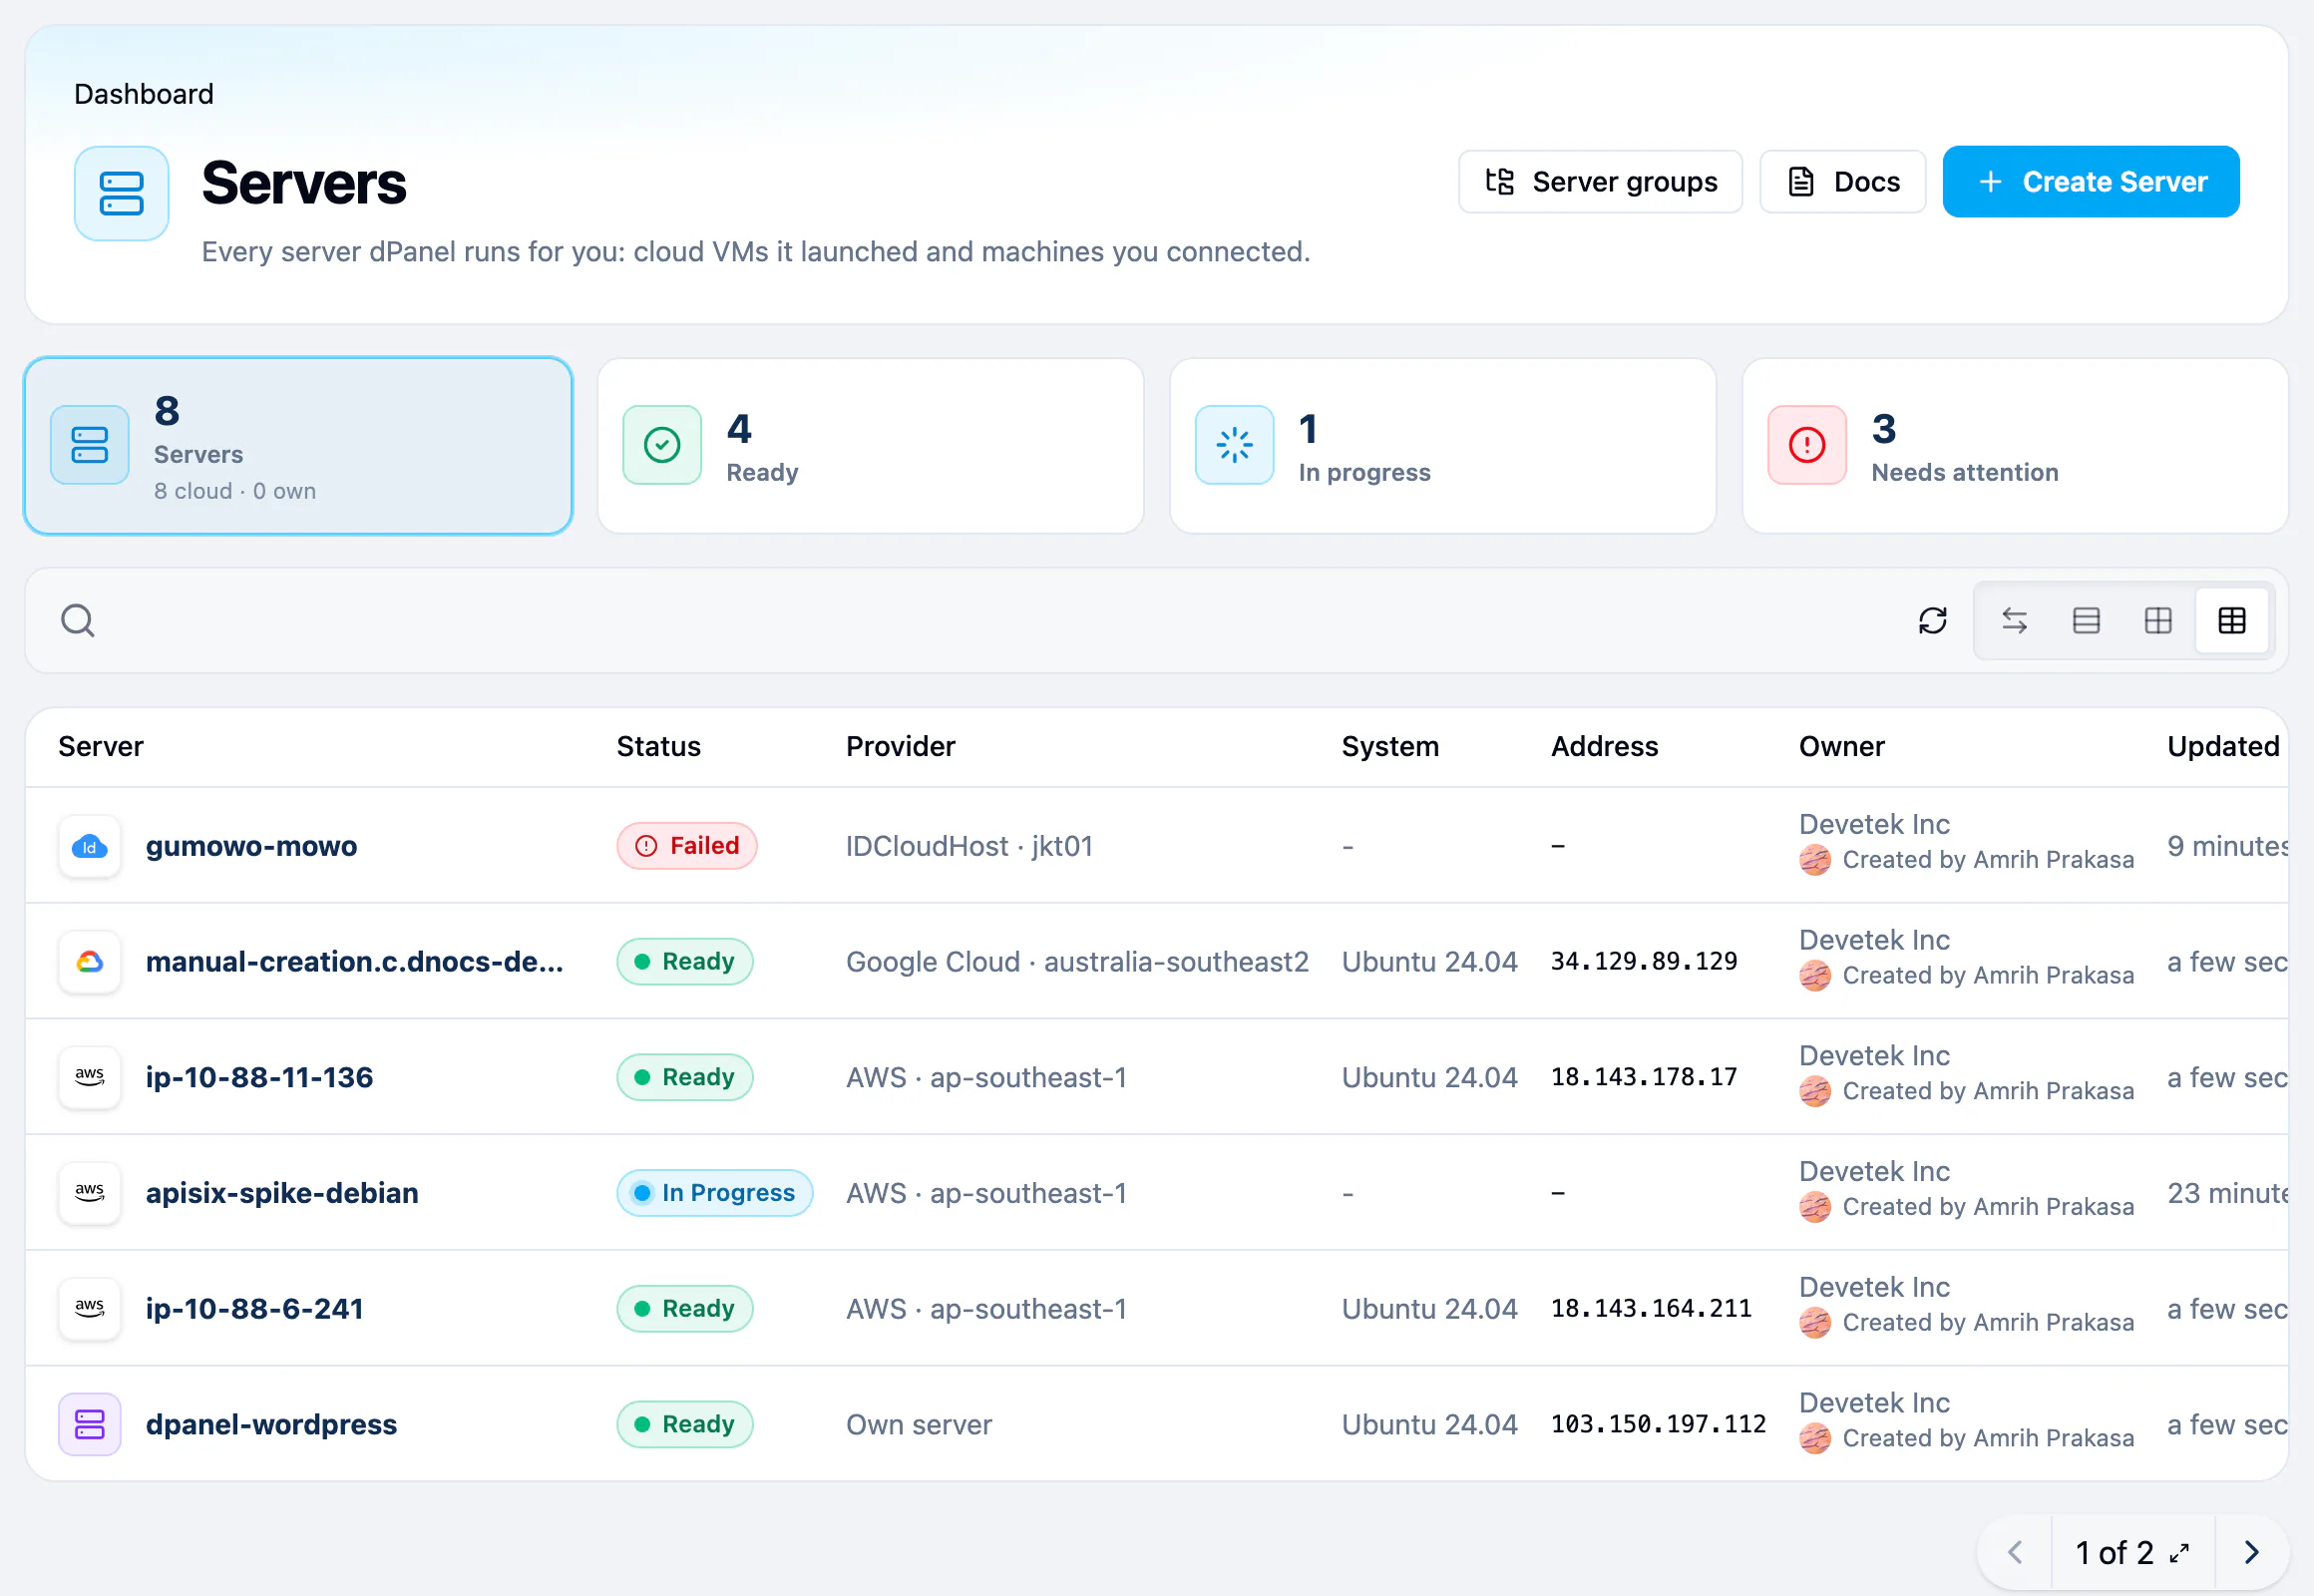 Dashboard
Servers
Every server dPanel runs for you: cloud VMs it launched and machines you connected.
Server groups
Docs
Create Server
8
Servers
8 cloud · 0 own
4
Ready
1
In progress
3
Needs attention
Server Status Provider System Address Owner Updated
Id gumowo-mowo Failed IDCloudHost · jkt01 - – Devetek Inc 9 minutes
Created by Amrih Prakasa
manual-creation.c.dnocs-de... Ready Google Cloud · australia-southeast2 Ubuntu 24.04 34.129.89.129 Devetek Inc a few sec
Created by Amrih Prakasa
aws ip-10-88-11-136 Ready AWS · ap-southeast-1 Ubuntu 24.04 18.143.178.17 Devetek Inc a few sec
Created by Amrih Prakasa
aws apisix-spike-debian In Progress AWS · ap-southeast-1 - – Devetek Inc 23 minute
Created by Amrih Prakasa
aws ip-10-88-6-241 Ready AWS · ap-southeast-1 Ubuntu 24.04 18.143.164.211 Devetek Inc a few sec
Created by Amrih Prakasa
dpanel-wordpress Ready Own server Ubuntu 24.04 103.150.197.112 Devetek Inc a few sec
Created by Amrih Prakasa
1 of 2